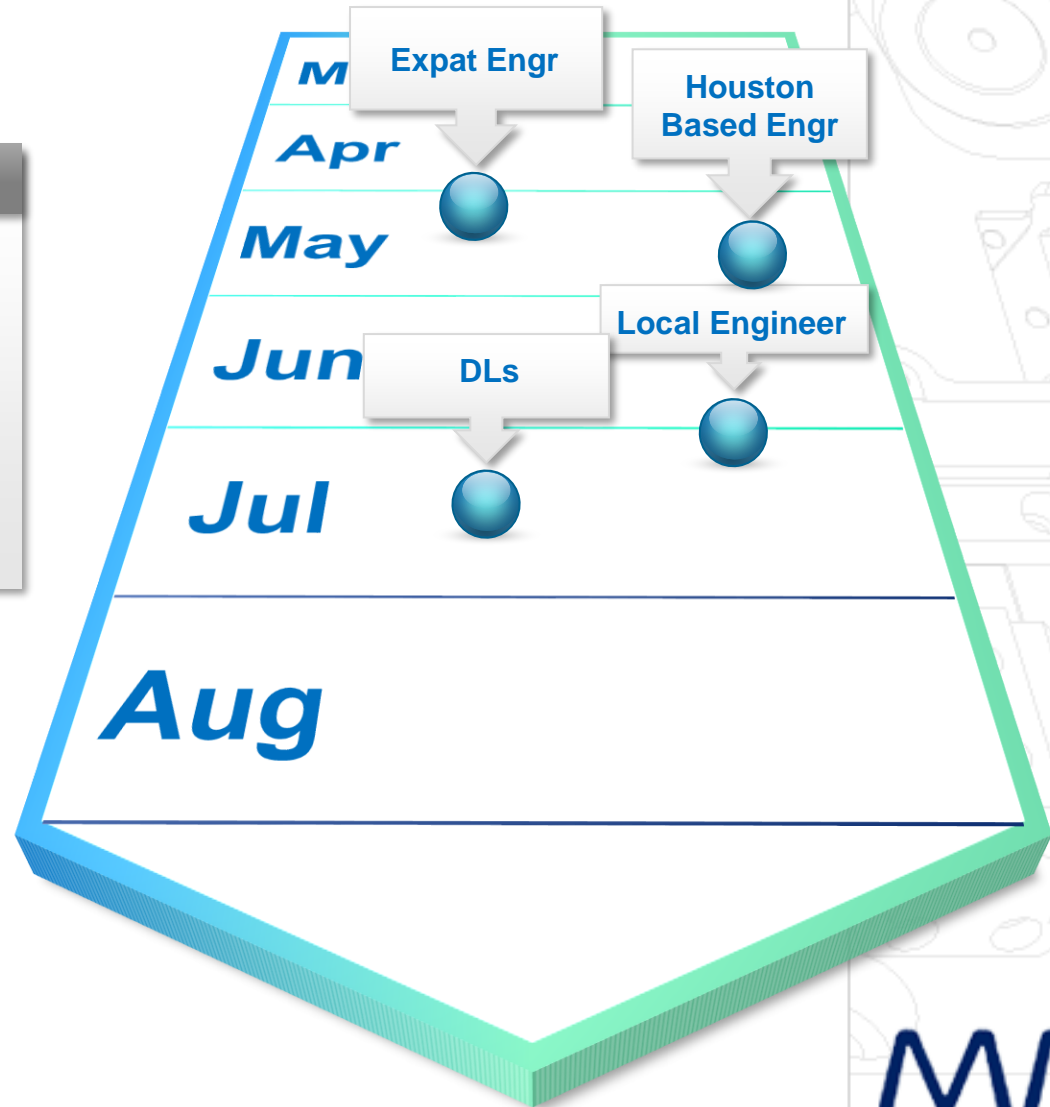 Expat Engr
Houston
Based Engr
Apr
May
Local Engineer
Jun
DLs
Jul
Aug